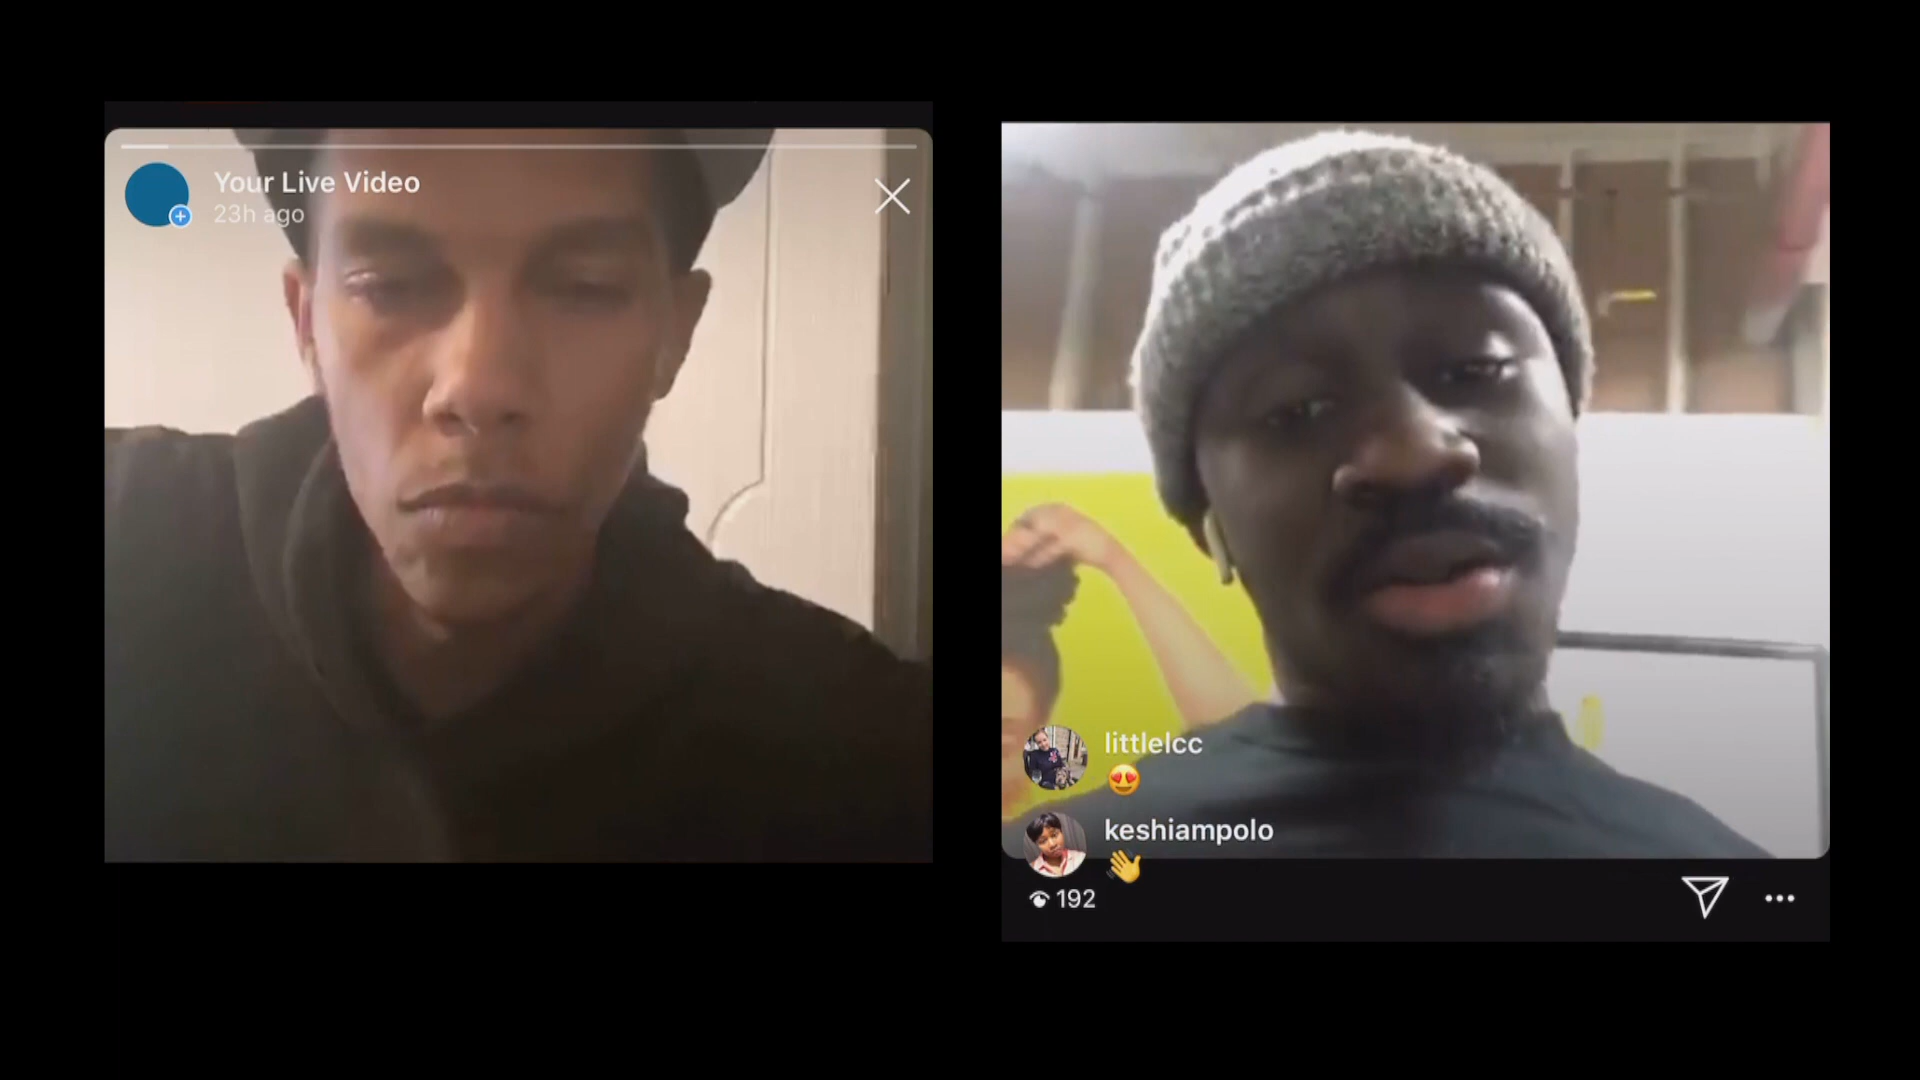 Your Live Video
23h ago
littlelcc
😍
keshiampolo
👋
192